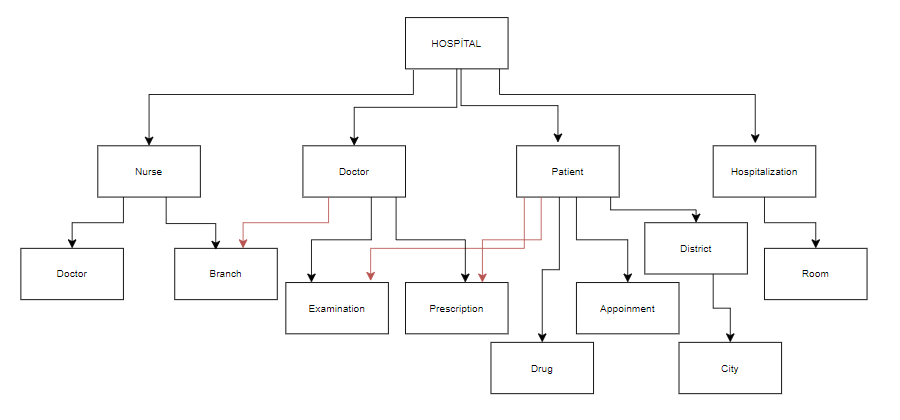 HOSPİTAL
Nurse
Doctor
Patient
Hospitalization
Doctor
Branch
District
Room
Examination
Prescription
Appoinment
Drug
City